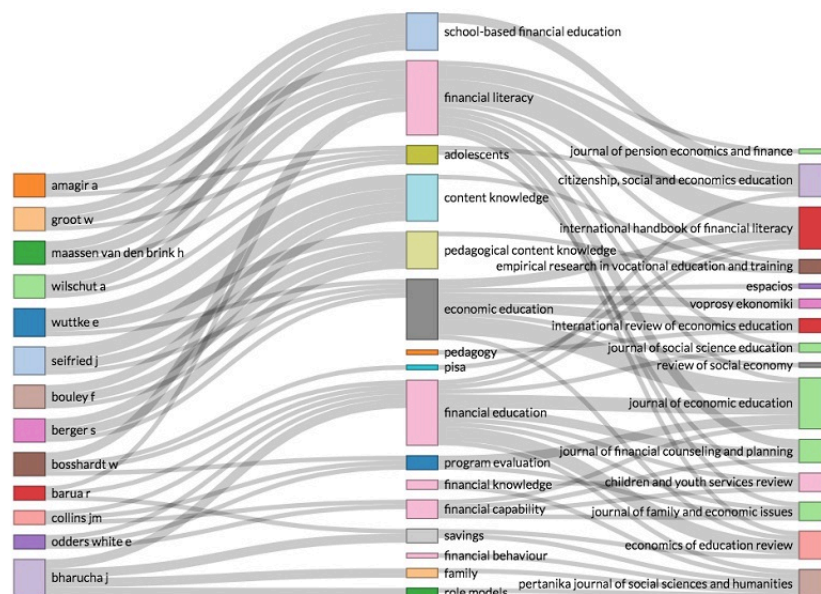 amagir a
groot w
maassen van den brink h
wilschut a
wuttke e
seifried j
bouley f
berger s
bosshardt w
barua r
collins jm
odders white e
bharucha j
school-based financial education
financial literacy
adolescents
content knowledge
pedagogical content knowledge
economic education
pedagogy
pisa
financial education
program evaluation
financial knowledge
financial capability
savings
financial behaviour
family
role models
journal of pension economics and finance
citizenship, social and economics education
international handbook of financial literacy
empirical research in vocational education and training
espacios
voprosy ekonomiki
international review of economics education
journal of social science education
review of social economy
journal of economic education
journal of financial counseling and planning
children and youth services review
journal of family and economic issues
economics of education review
pertanika journal of social sciences and humanities